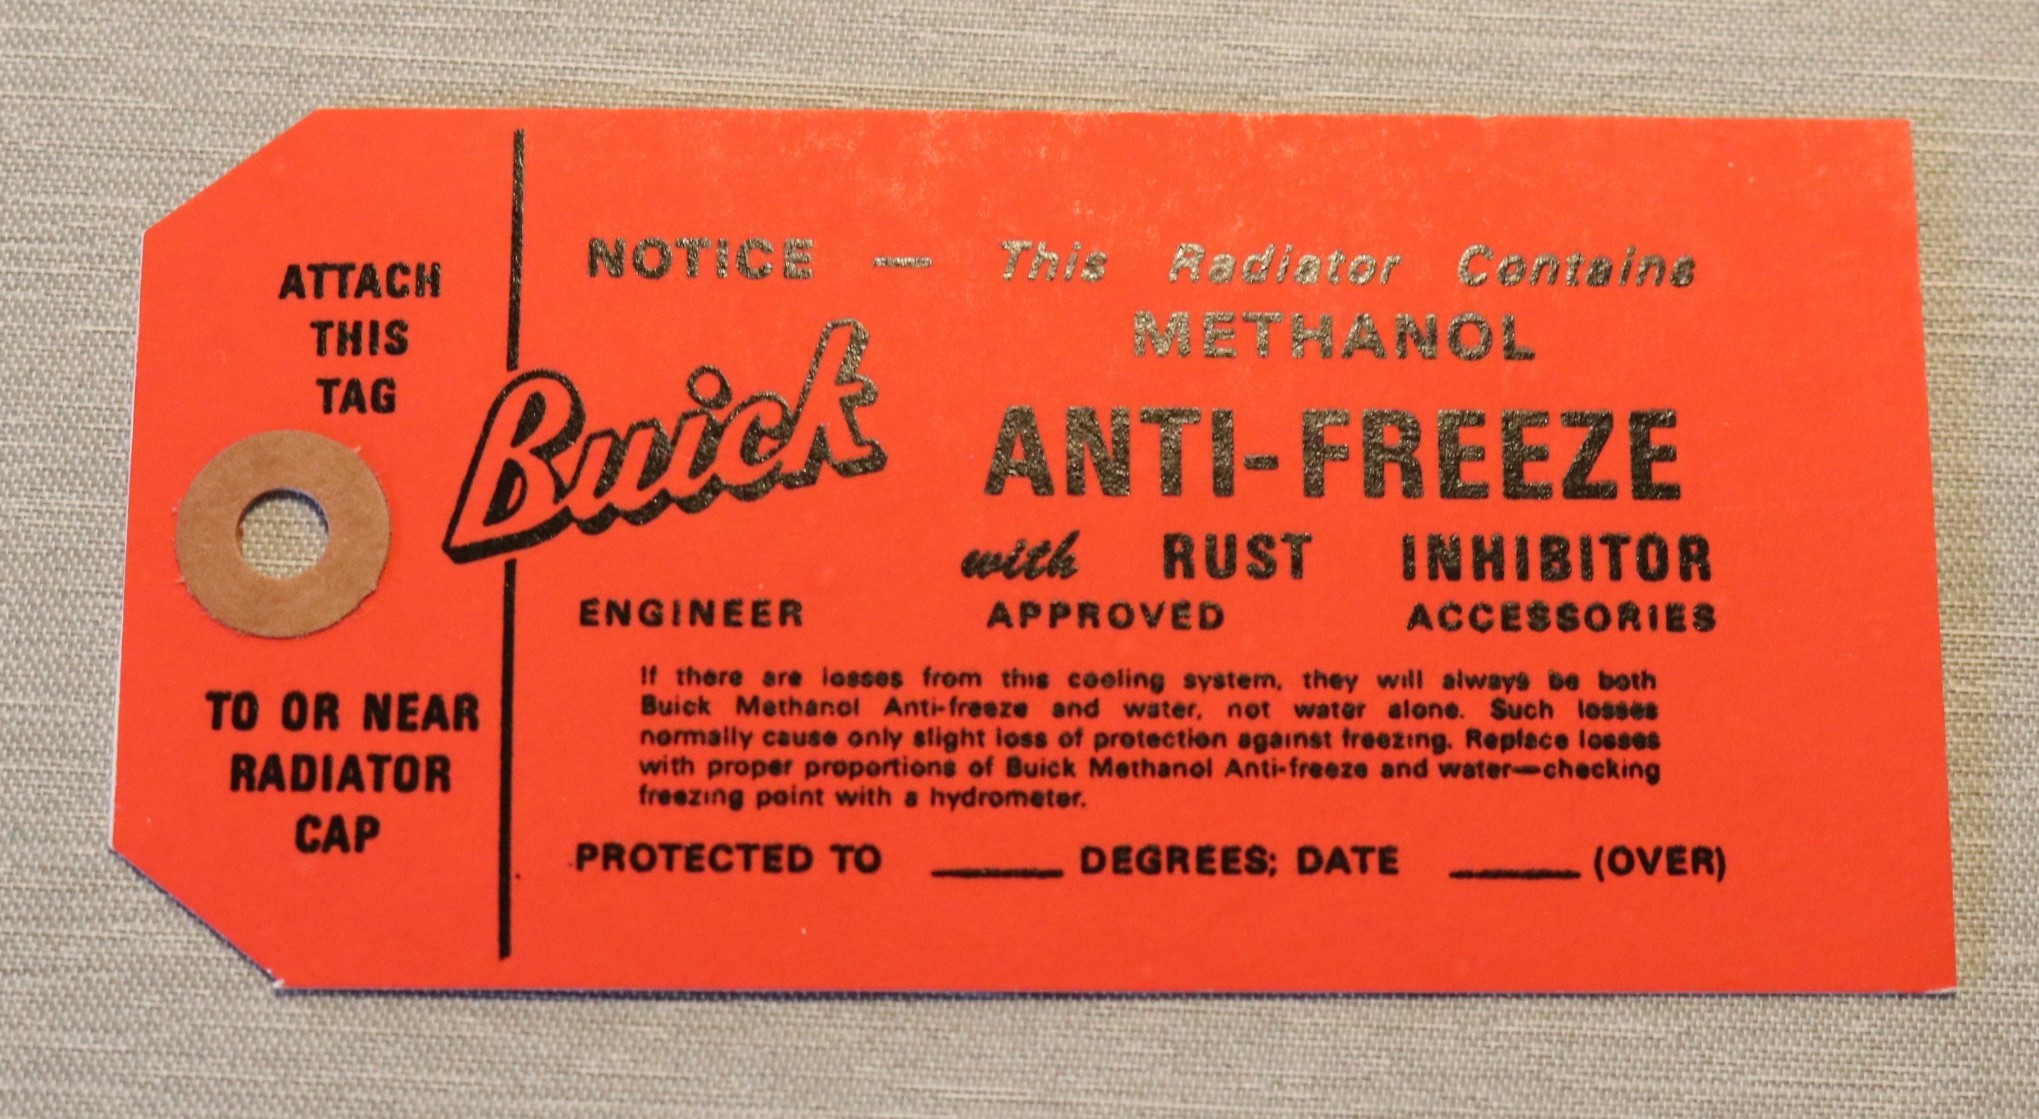 ATTACH
THIS
TAG
TO OR NEAR
RADIATOR
CAP
NOTICE — This Radiator Contains
METHANOL
Buick
ANTI-FREEZE
with RUST INHIBITOR
ENGINEER APPROVED ACCESSORIES
If there are losses from this cooling system, they will always be both
Buick Methanol Anti-freeze and water, not water alone. Such losses
normally cause only slight loss of protection against freezing. Replace losses
with proper proportions of Buick Methanol Anti-freeze and water—checking
freezing point with a hydrometer.
PROTECTED TO _____ DEGREES; DATE _____ (OVER)